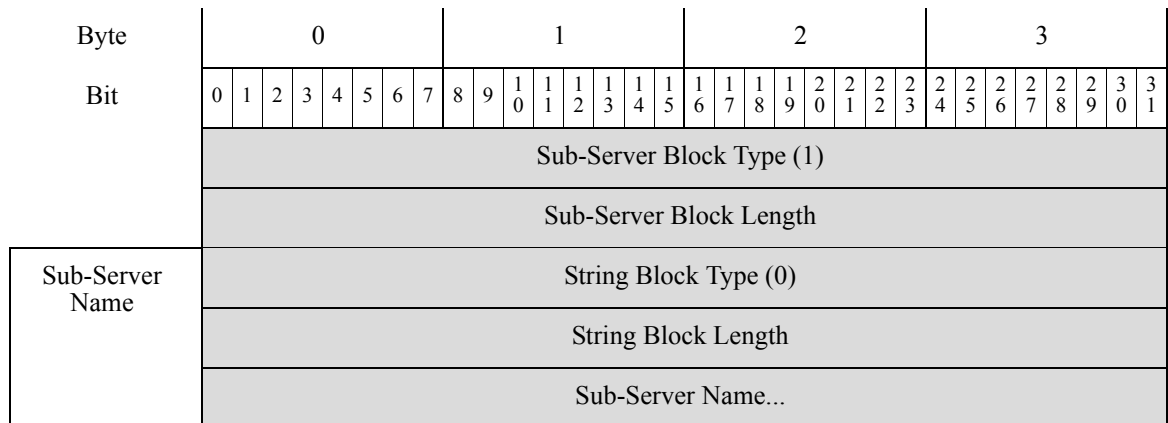 Byte 0 1 2 3
Bit 0 1 2 3 4 5 6 7 8 9 10 11 12 13 14 15 16 17 18 19 20 21 22 23 24 25 26 27 28 29 30 31
Sub-Server Block Type (1)
Sub-Server Block Length
Sub-Server
Name
String Block Type (0)
String Block Length
Sub-Server Name...